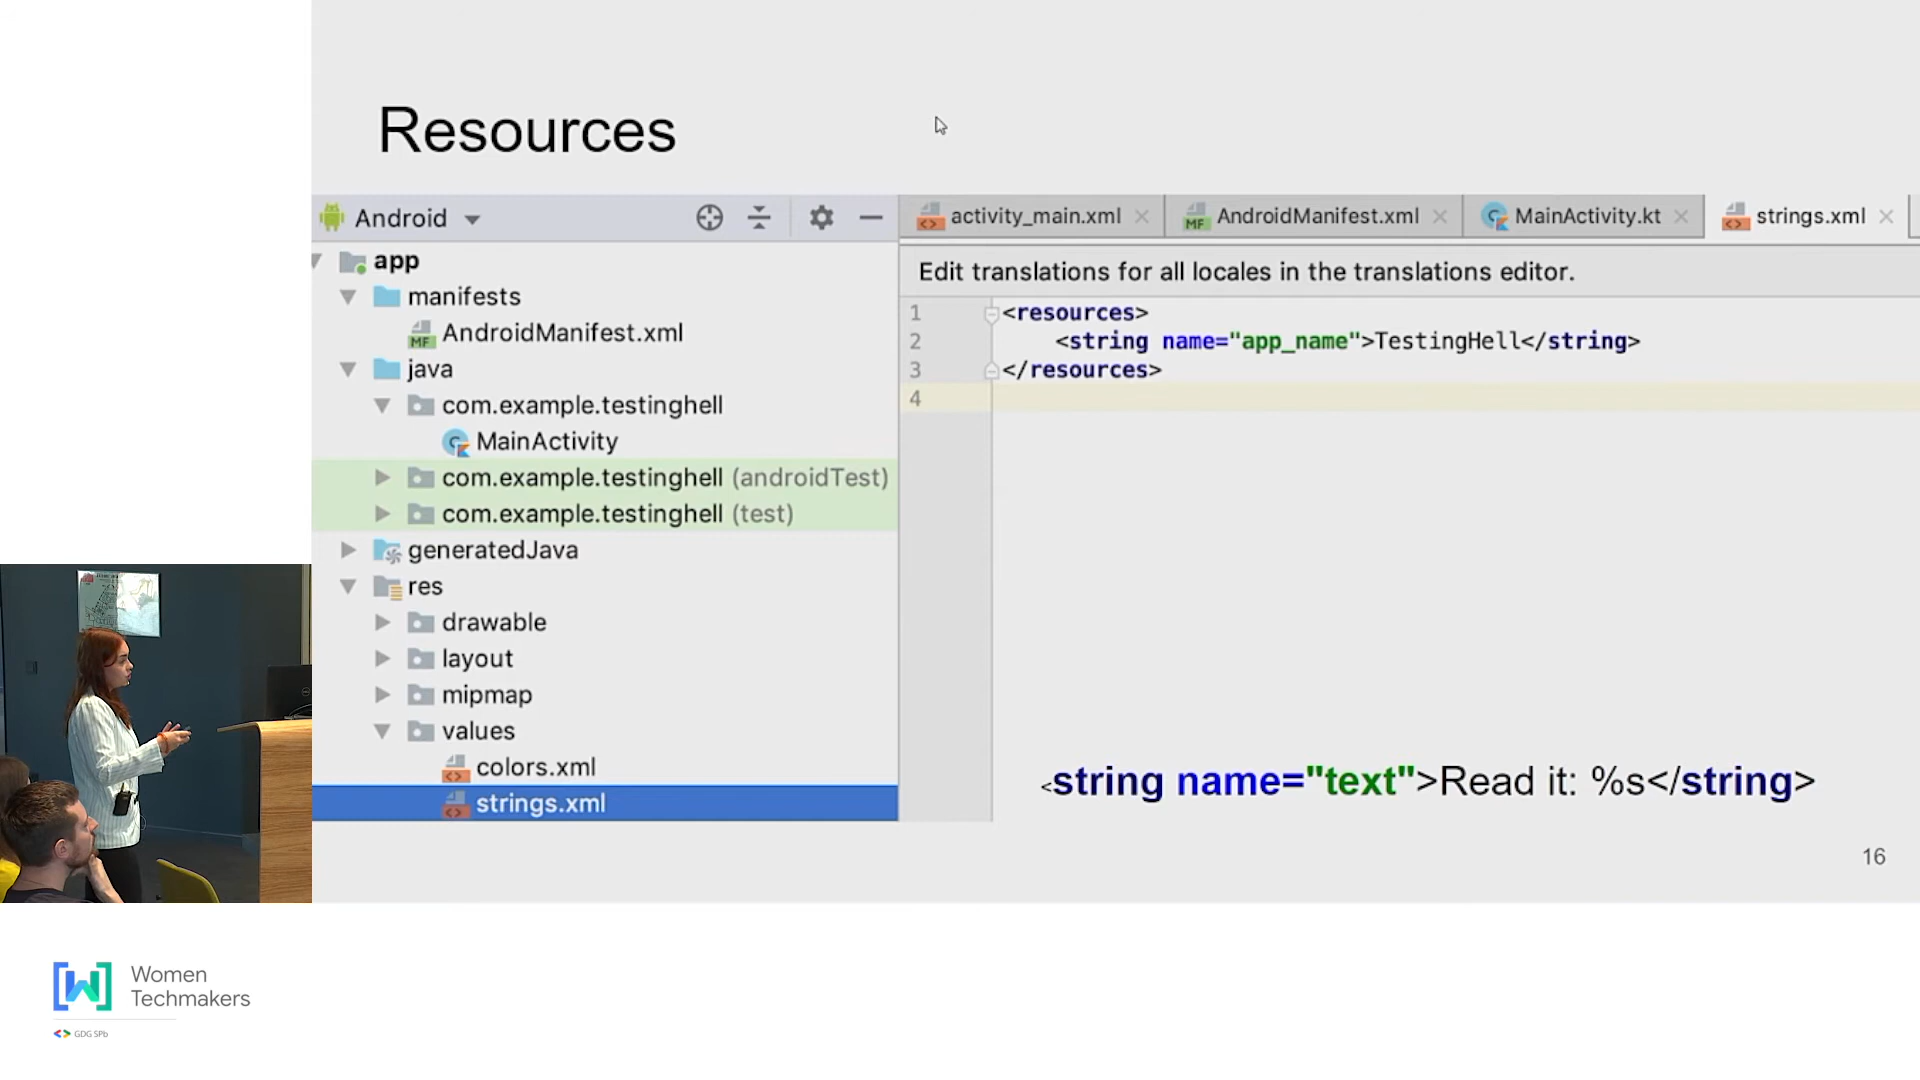 Resources
Android
app
manifests
AndroidManifest.xml
java
com.example.testinghell
MainActivity
com.example.testinghell (androidTest)
com.example.testinghell (test)
generatedJava
res
drawable
layout
mipmap
values
colors.xml
strings.xml
activity_main.xml
AndroidManifest.xml
MainActivity.kt
strings.xml
Edit translations for all locales in the translations editor.
1 <resources>
2 <string name="app_name">TestingHell</string>
3 </resources>
4
<string name="text">Read it: %s</string>
16
Women
Techmakers
GDG SPb